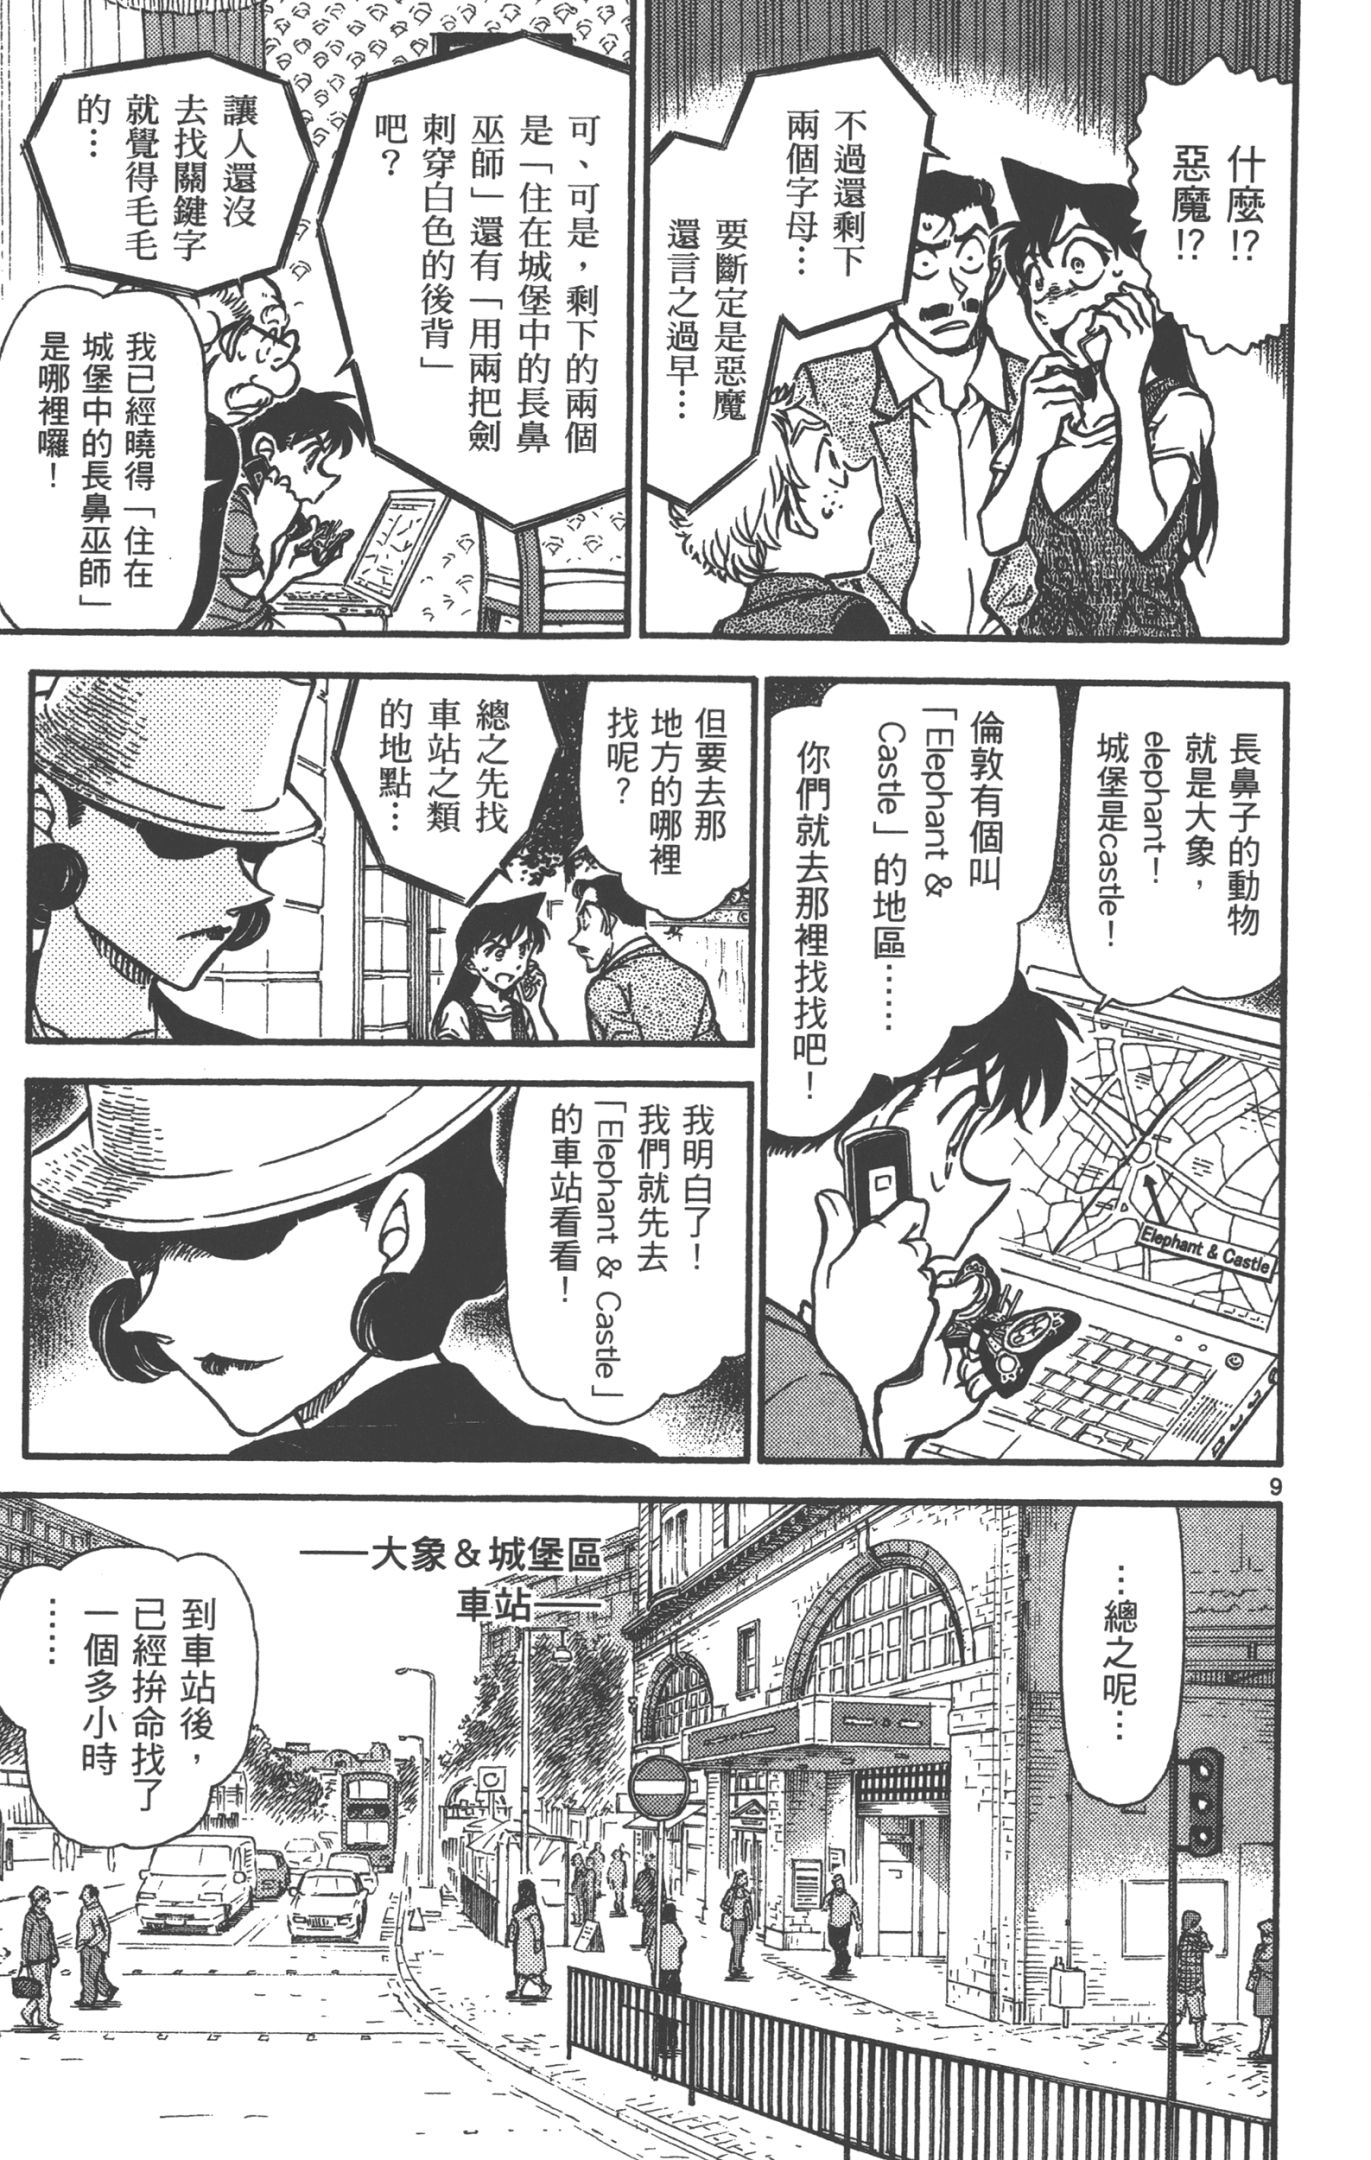 什麼!?
惡魔!?
不過還剩下
兩個字母…
要斷定是惡魔
還言之過早…
可、可是，剩下的兩個
是「住在城堡中的長鼻
巫師」還有「用兩把劍
刺穿白色的後背」
吧？
讓人還沒
去找關鍵字
就覺得毛毛
的…
我已經曉得「住在
城堡中的長鼻巫師」
是哪裡囉！
長鼻子的動物
就是大象，
elephant！
城堡是castle！
倫敦有個叫
「Elephant &
Castle」的地區……
你們就去那裡找找吧！
Elephant & Castle
但要去那
地方的哪裡
找呢？
總之先找
車站之類
的地點…
我明白了！
我們就先去
「Elephant & Castle」
的車站看看！
9
…總之呢…
——大象＆城堡區
車站——
到車站後，
已經拚命找了
一個多小時
……